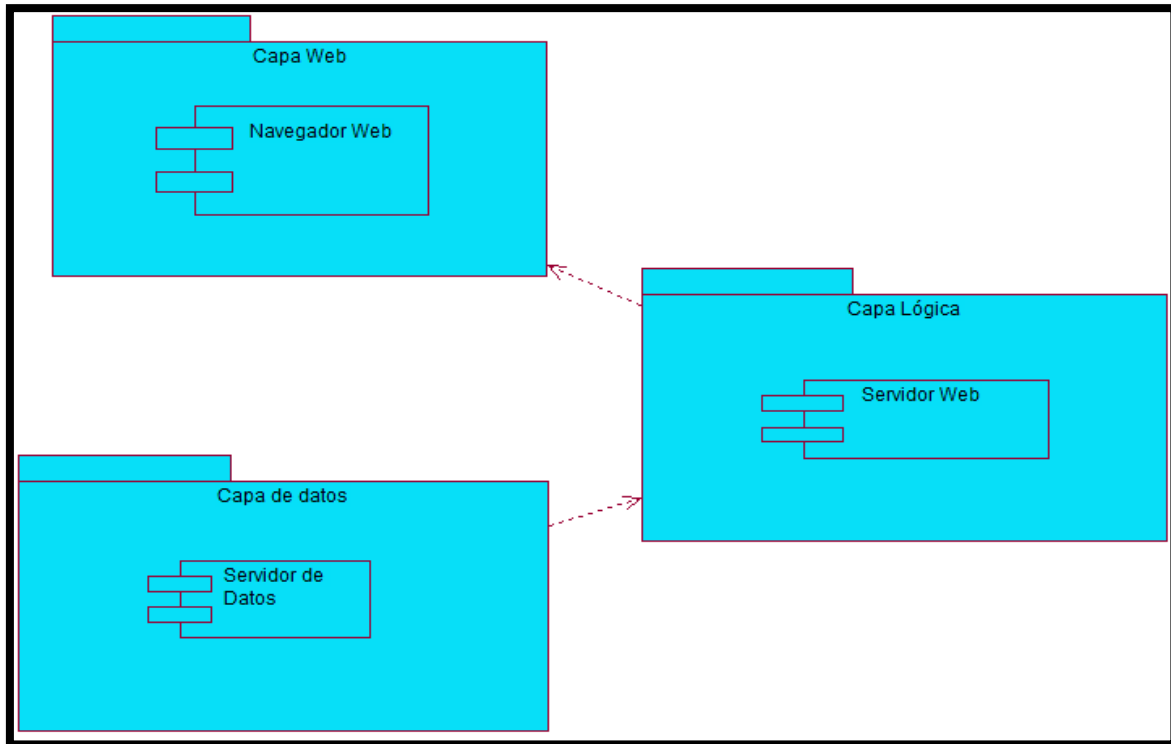 Capa Web
Navegador Web
Capa Lógica
Servidor Web
Capa de datos
Servidor de
Datos